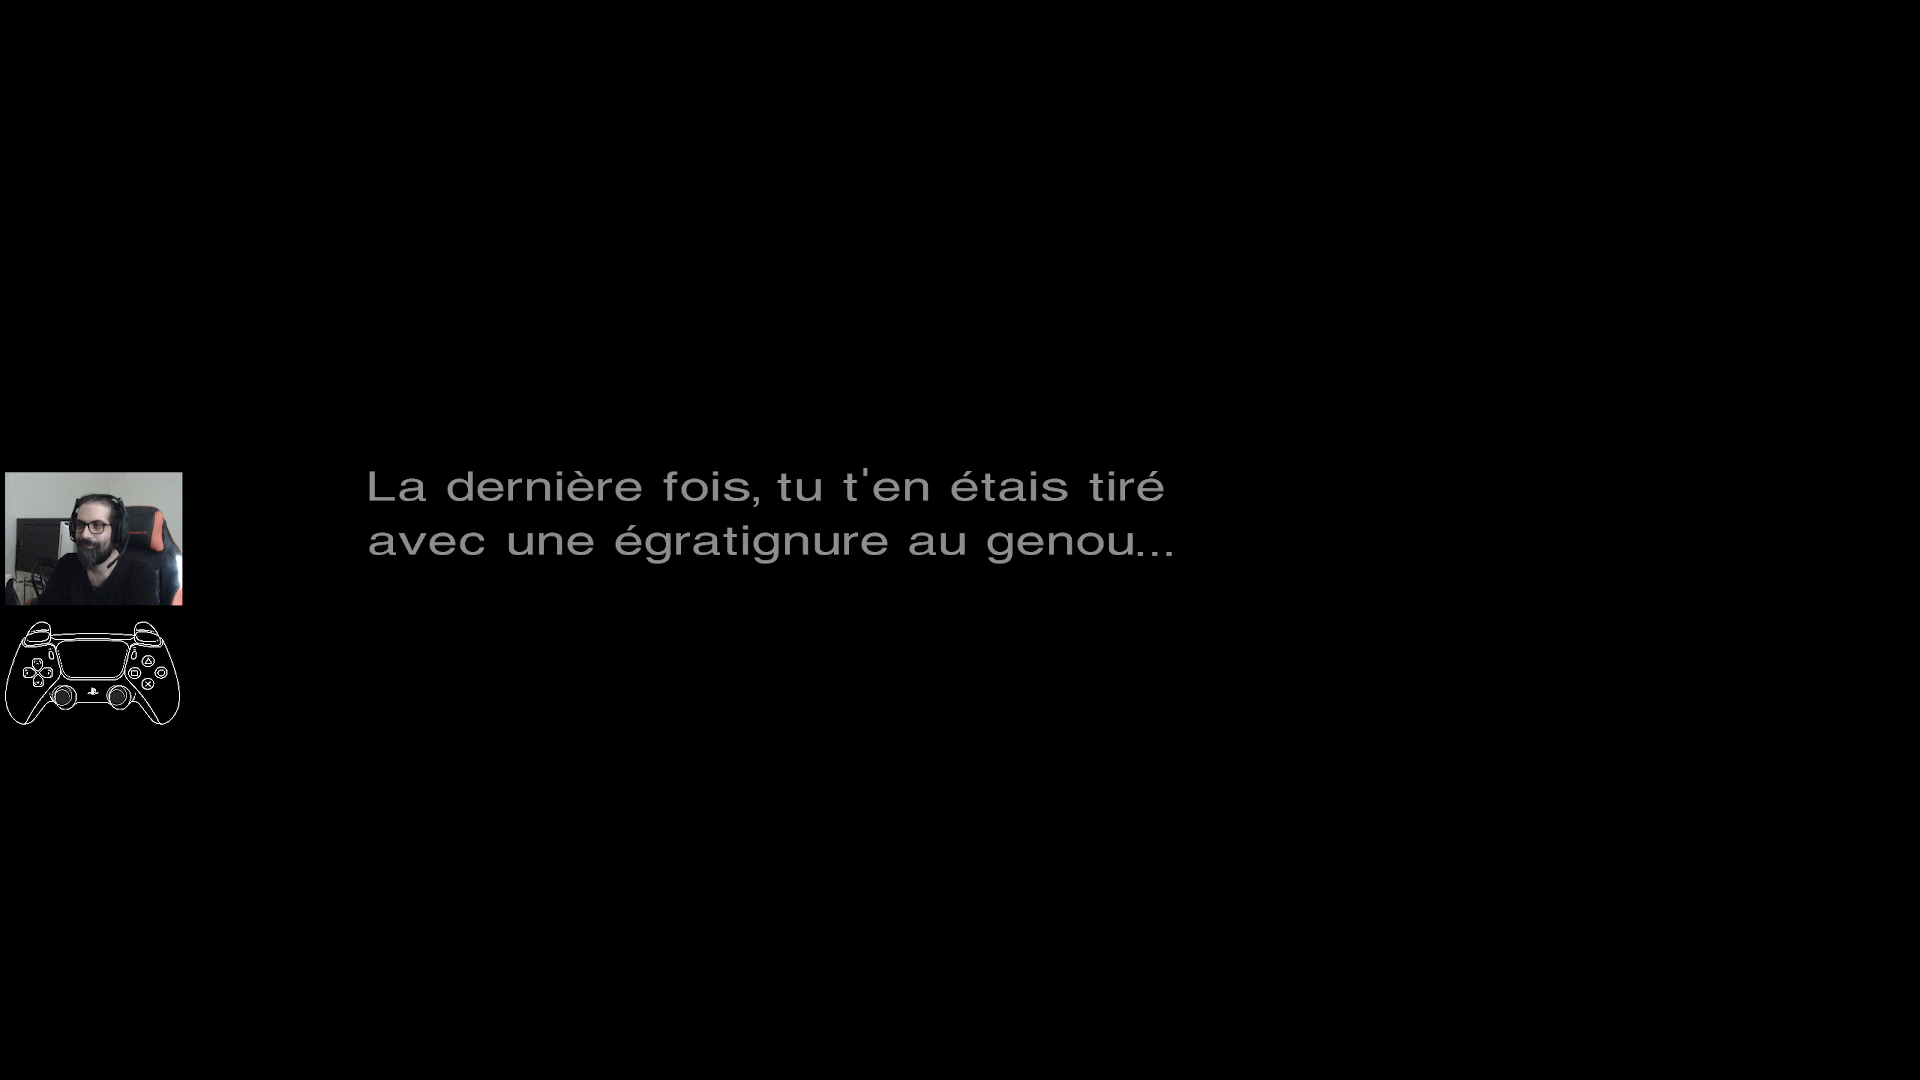 La dernière fois, tu t'en étais tiré
avec une égratignure au genou...